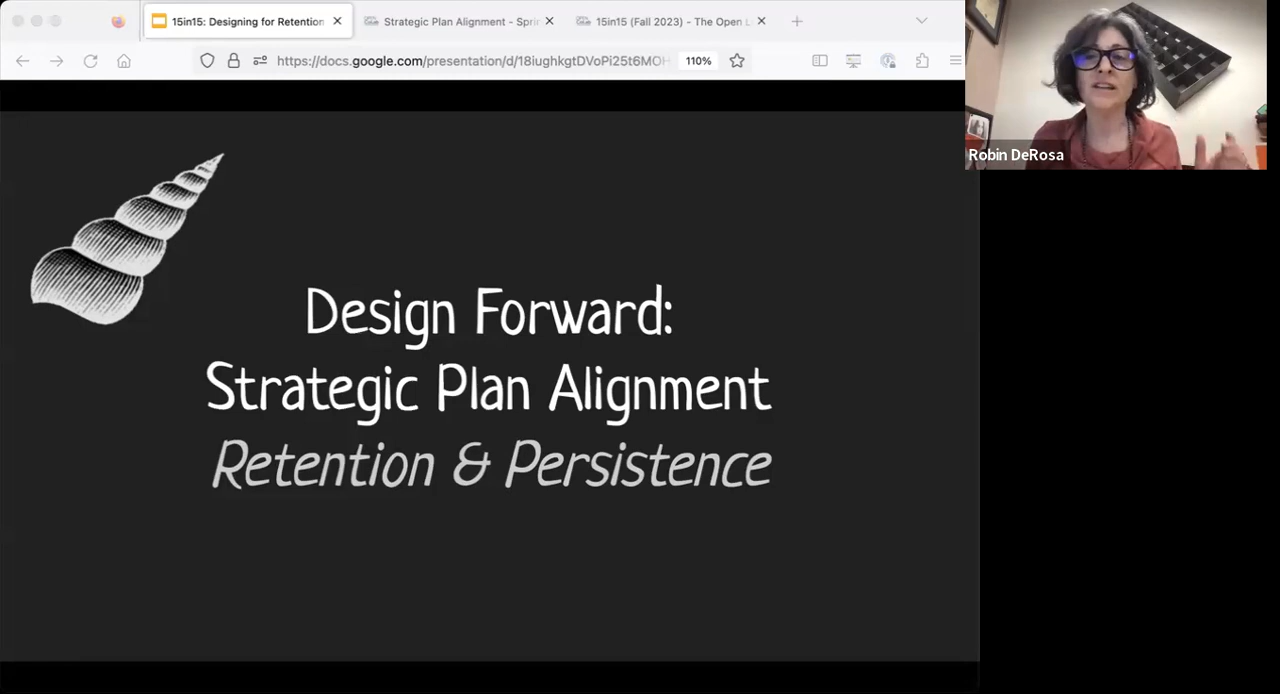 15in15: Designing for Retention
Strategic Plan Alignment - Spri
15in15 (Fall 2023) - The Open L
https://docs.google.com/presentation/d/18iughkgtDVoPi25t6MOH
110%
Robin DeRosa
Design Forward:
Strategic Plan Alignment
Retention & Persistence